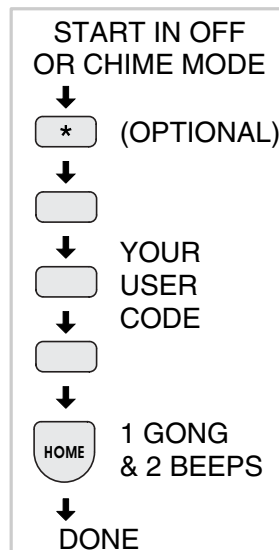 START IN OFF
OR CHIME MODE
* (OPTIONAL)
YOUR
USER
CODE
HOME
1 GONG
& 2 BEEPS
DONE